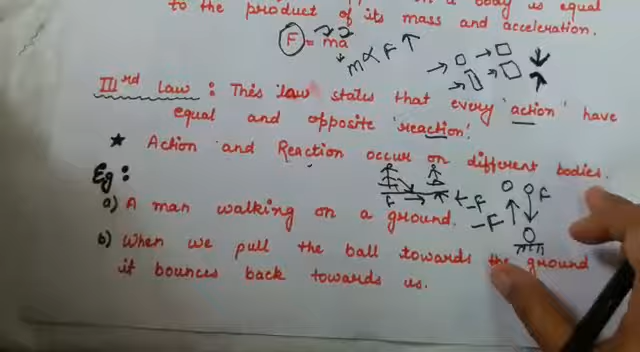 to the product of its mass and acceleration.
F = ma
m ∝ F ↑
IIIrd Law : This law states that every "action" have
equal and opposite 'reaction'.
★ Action and Reaction occur on different bodies.
Eg :
F
-F
F
a) A man walking on a ground.
-F
b) When we pull the ball towards the ground
it bounces back towards us.